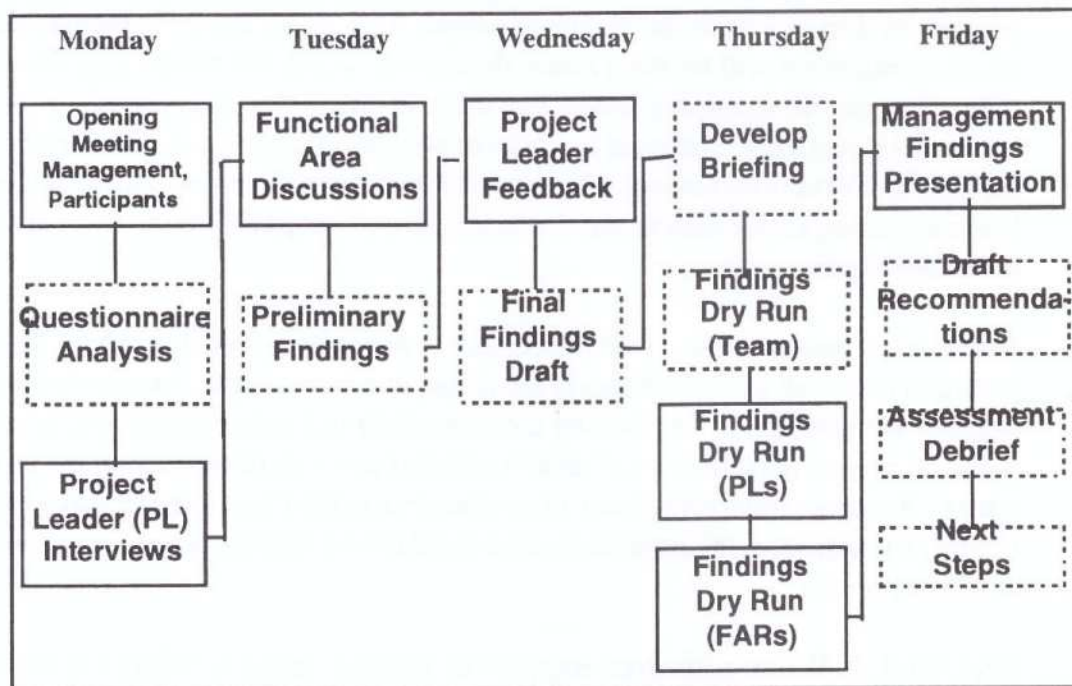 Monday
Tuesday
Wednesday
Thursday
Friday
Opening
Meeting
Management,
Participants
Questionnaire
Analysis
Project
Leader (PL)
Interviews
Functional
Area
Discussions
Preliminary
Findings
Project
Leader
Feedback
Final
Findings
Draft
Develop
Briefing
Findings
Dry Run
(Team)
Findings
Dry Run
(PLs)
Findings
Dry Run
(FARs)
Management
Findings
Presentation
Draft
Recommenda-
tions
Assessment
Debrief
Next
Steps